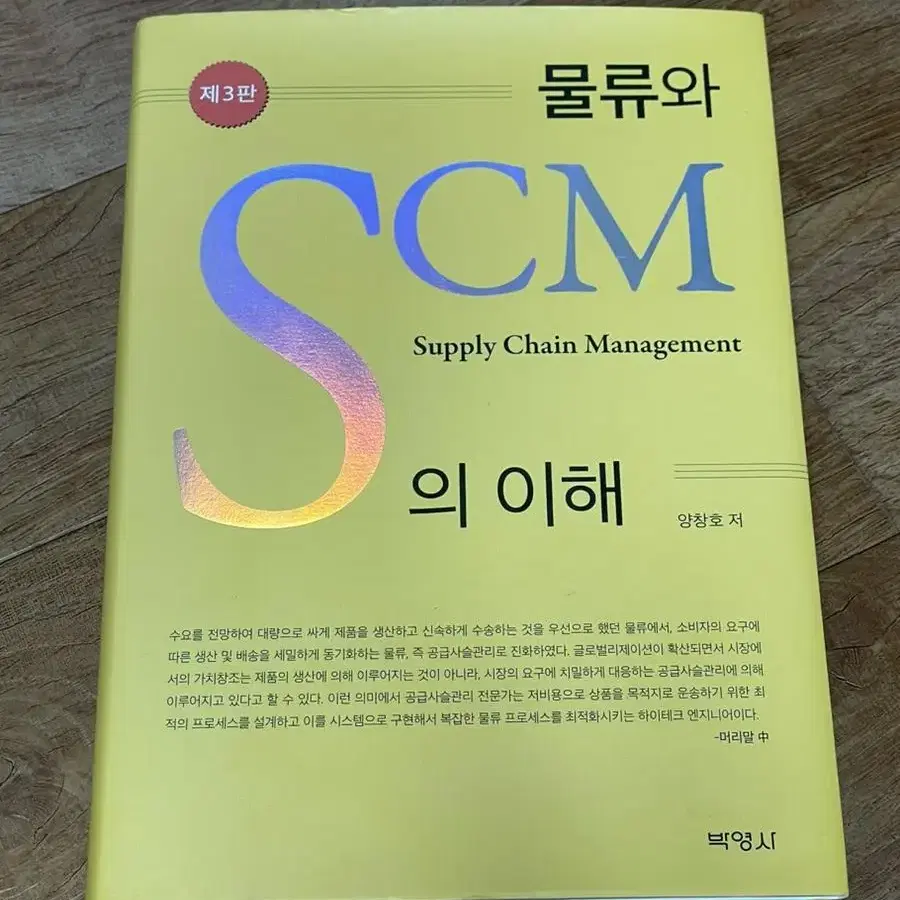 제3판
물류와
SCM
Supply Chain Management
의 이해
양창호 저
수요를 전망하여 대량으로 싸게 제품을 생산하고 신속하게 수송하는 것을 우선으로 했던 물류에서, 소비자의 요구에
따른 생산 및 배송을 세밀하게 동기화하는 물류, 즉 공급사슬관리로 진화하였다. 글로벌리제이션이 확산되면서 시장에
서의 가치창조는 제품의 생산에 의해 이루어지는 것이 아니라, 시장의 요구에 치밀하게 대응하는 공급사슬관리에 의해
이루어지고 있다고 할 수 있다. 이런 의미에서 공급사슬관리 전문가는 저비용으로 상품을 목적지로 운송하기 위한 최
적의 프로세스를 설계하고 이를 시스템으로 구현해서 복잡한 물류 프로세스를 최적화시키는 하이테크 엔지니어이다.
-머리말 中
박영사